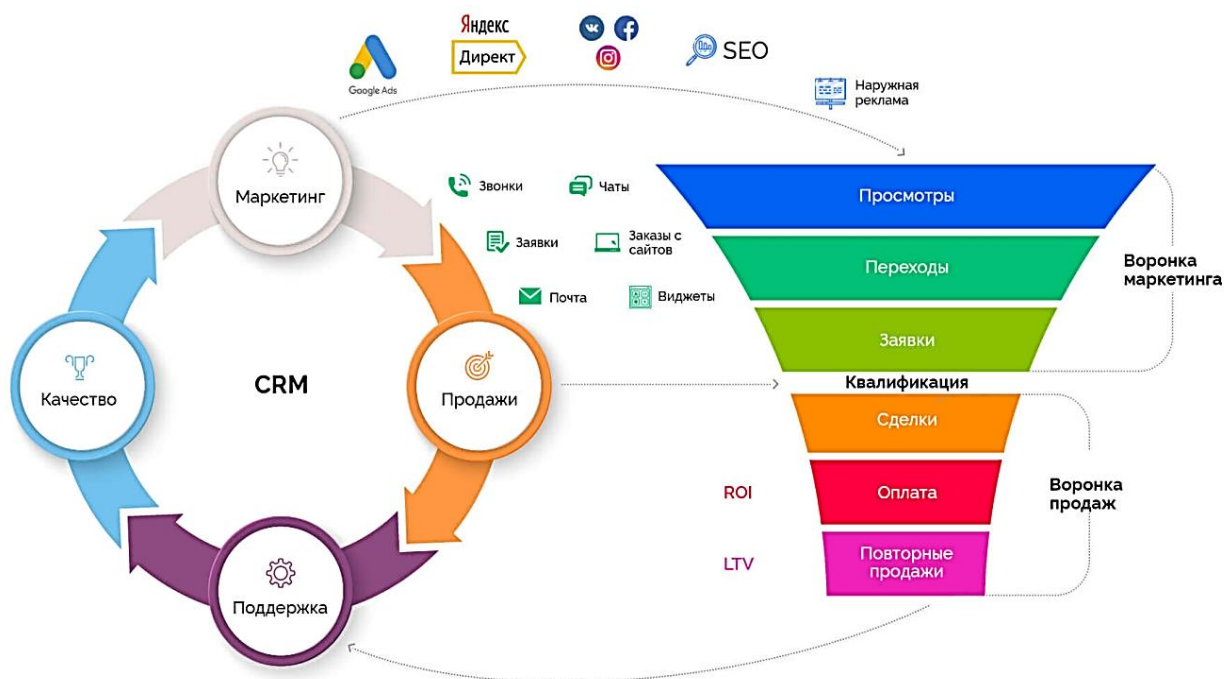 Яндекс
Директ
Google Ads
SEO
Наружная
реклама
Маркетинг
Продажи
Поддержка
Качество
CRM
Звонки
Чаты
Заявки
Заказы с
сайтов
Почта
Виджеты
Просмотры
Переходы
Заявки
Квалификация
Сделки
Оплата
Повторные
продажи
ROI
LTV
Воронка
маркетинга
Воронка
продаж